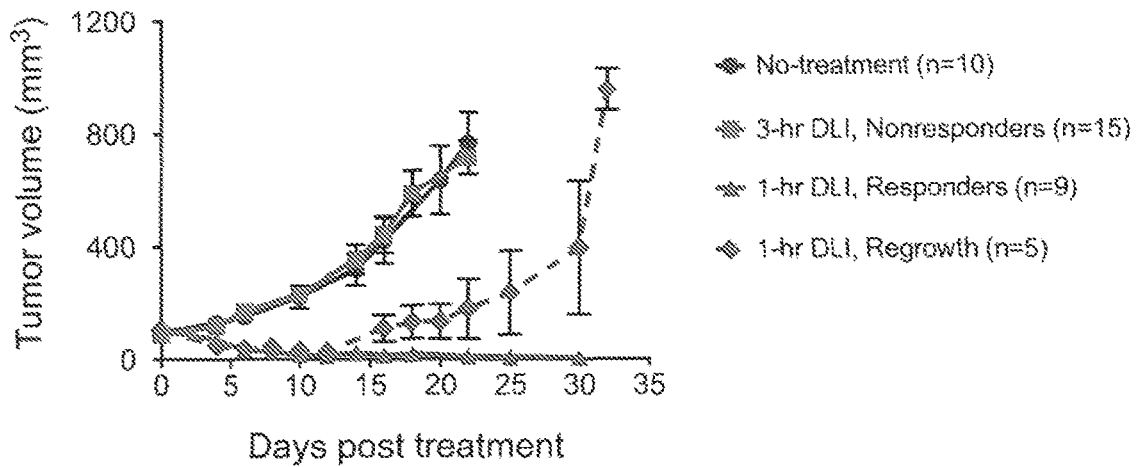 1200
800
400
0
Tumor volume (mm³)
0 5 10 15 20 25 30 35
Days post treatment
No-treatment (n=10)
3-hr DLI, Nonresponders (n=15)
1-hr DLI, Responders (n=9)
1-hr DLI, Regrowth (n=5)